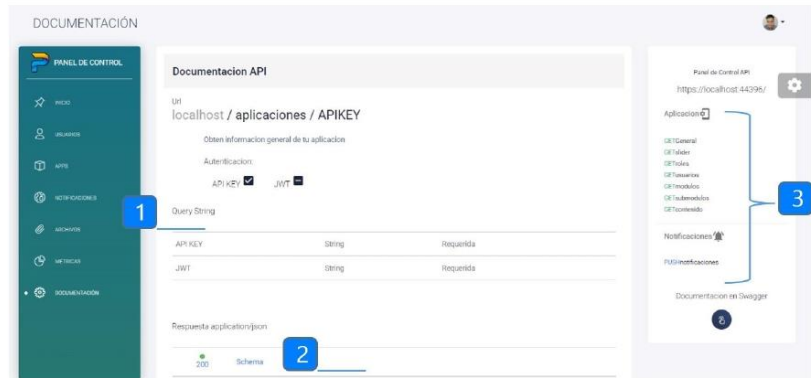 DOCUMENTACIÓN
PANEL DE CONTROL
INICIO
USUARIOS
APPS
NOTIFICACIONES
ARCHIVOS
METRICAS
DOCUMENTACIÓN
Documentacion API
Url
localhost / aplicaciones / APIKEY
Obten informacion general de tu aplicacion
Autenticacion:
API KEY JWT
1
Query String
API KEY String Requerida
JWT String Requerida
Respuesta application/json
200 Schema
2
Panel de Control API
https://localhost:44396/
Aplicacion
GETGeneral
GETslider
GETroles
GETusuarios
GETmodulos
GETsubmodulos
GETcontenido
3
Notificaciones
PUSHnotificaciones
Documentacion en Swagger